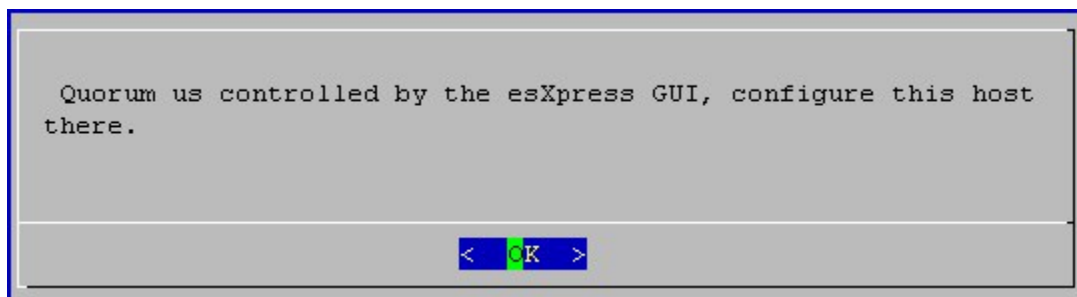 Quorum us controlled by the esXpress GUI, configure this host
there.
< OK >